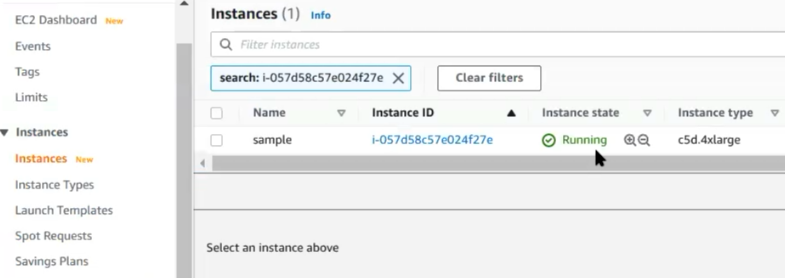 EC2 Dashboard New
Events
Tags
Limits
Instances
Instances New
Instance Types
Launch Templates
Spot Requests
Savings Plans
Instances (1) Info
Filter instances
search: i-057d58c57e024f27e
Clear filters
Name Instance ID Instance state Instance type
sample i-057d58c57e024f27e Running c5d.4xlarge
Select an instance above